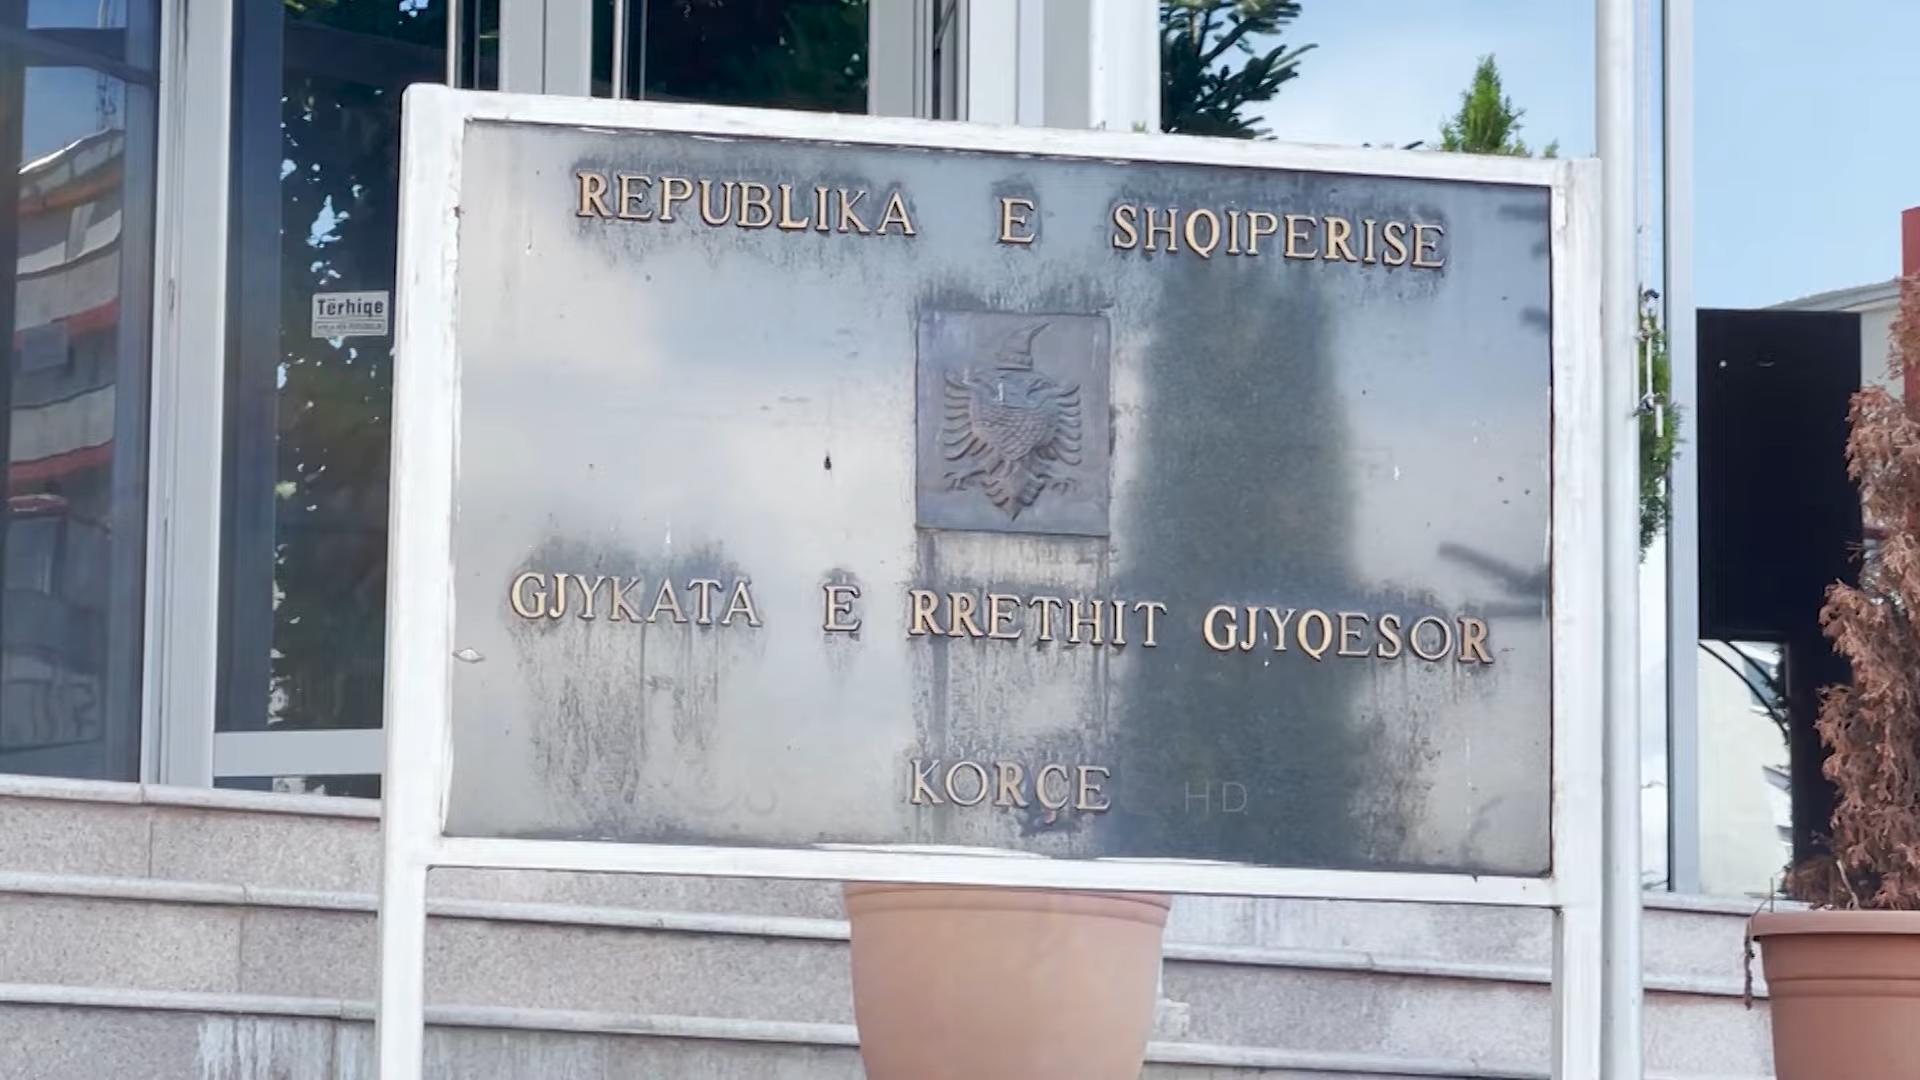 REPUBLIKA E SHQIPERISE
Tërhiqe
GJYKATA E RRETHIT GJYQESOR
KORÇE
HD